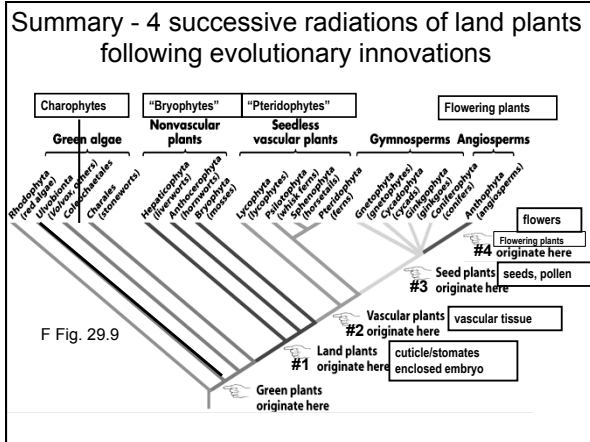 Summary - 4 successive radiations of land plants
following evolutionary innovations
Charophytes
"Bryophytes"
"Pteridophytes"
Flowering plants
Green algae
Nonvascular
plants
Seedless
vascular plants
Gymnosperms
Angiosperms
Rhodophyta
(red algae)
Ulvobionta
(Volvox, others)
Coleochaetales
Charales
(stoneworts)
Hepaticophyta
(liverworts)
Anthocerophyta
(hornworts)
Bryophyta
(mosses)
Lycophyta
(lycophytes)
Psilotophyta
(whisk ferns)
Sphenophyta
(horsetails)
Pteridophyta
(ferns)
Gnetophyta
(gnetophytes)
Cycadophyta
(cycads)
Ginkgophyta
(ginkgoes)
Coniferophyta
(conifers)
Anthophyta
(angiosperms)
flowers
Flowering plants
#4 originate here
Seed plants
#3 originate here
seeds, pollen
Vascular plants
#2 originate here
vascular tissue
Land plants
#1 originate here
cuticle/stomates
enclosed embryo
Green plants
originate here
F Fig. 29.9